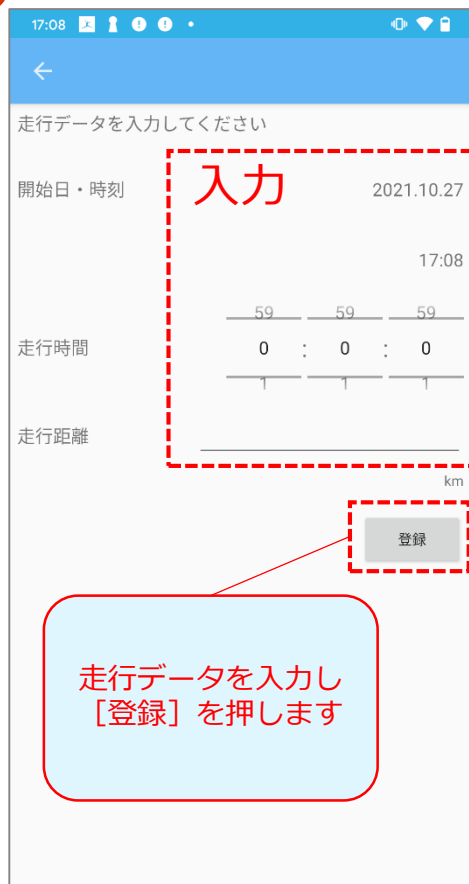 17:08
走行データを入力してください
入力
開始日・時刻
2021.10.27
17:08
59 59 59
走行時間
0 : 0 : 0
1 1 1
走行距離
km
登録
走行データを入力し
［登録］を押します